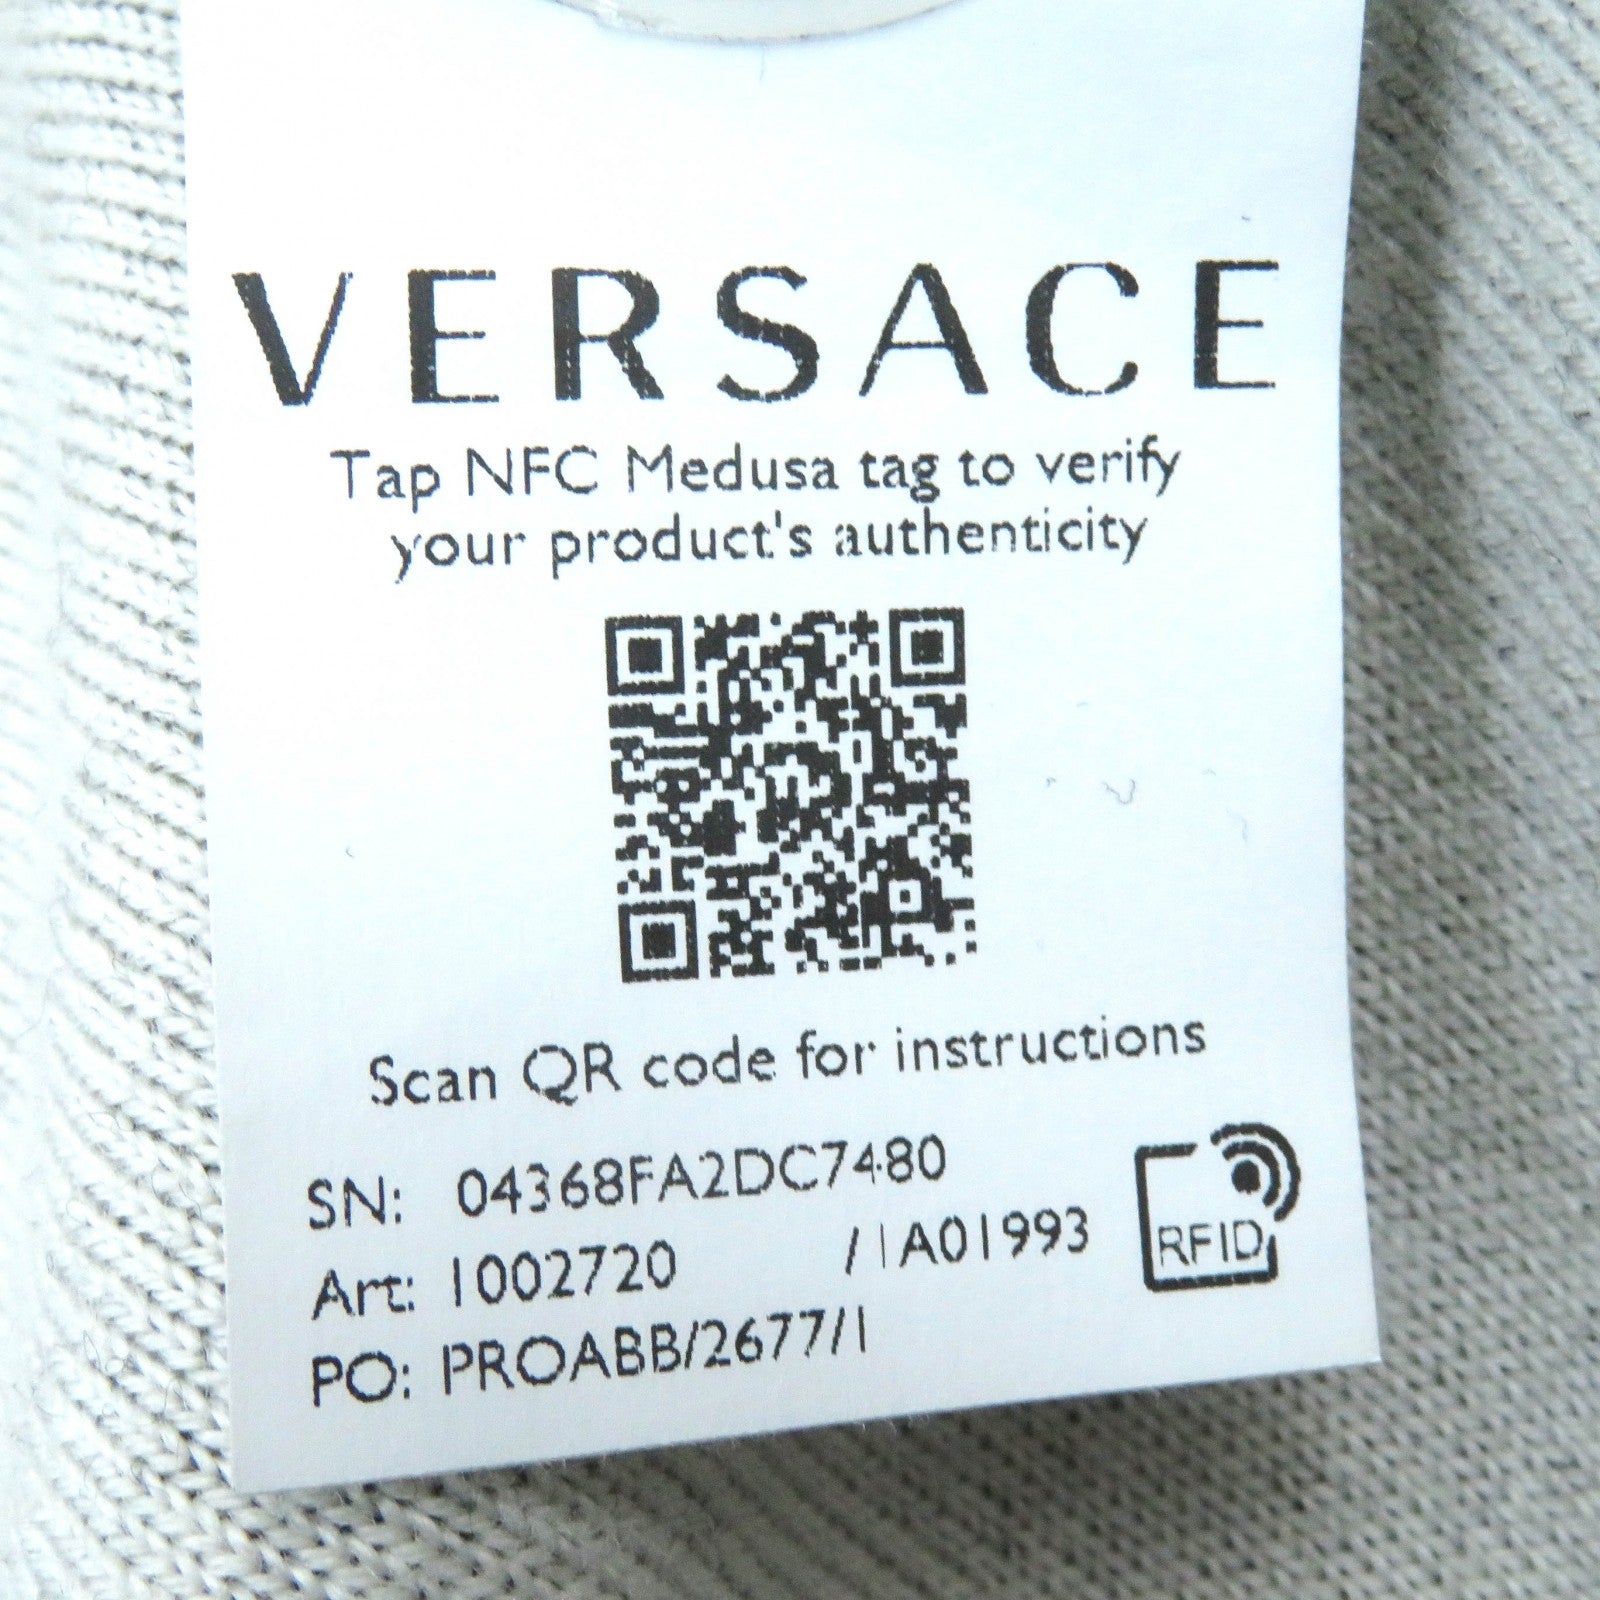 VERSACE
Tap NFC Medusa tag to verify
your product's authenticity
Scan QR code for instructions
SN: 04368FA2DC7480
Art: 1002720 /1A01993
PO: PROABB/2677/1
RFID